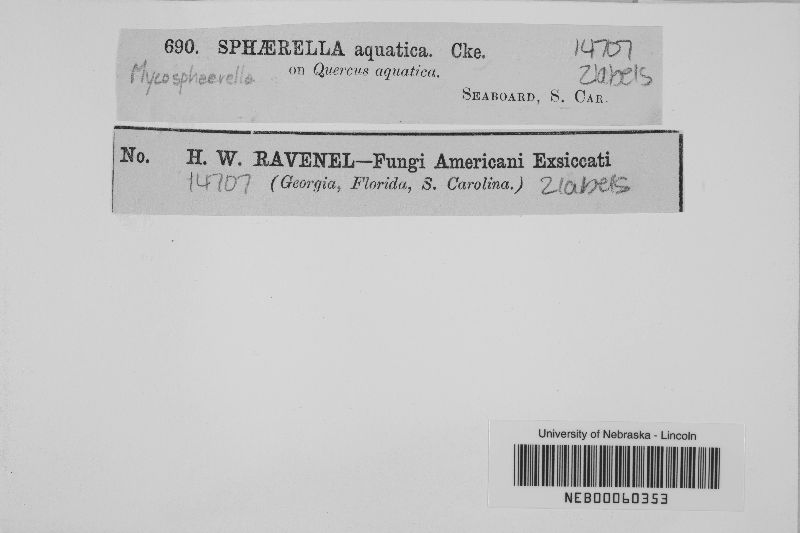 690. SPHÆRELLA aquatica. Cke. 14707
Mycosphaerella on Quercus aquatica. 2labels
SEABOARD, S. CAR.
No. H. W. RAVENEL—Fungi Americani Exsiccati
14707 (Georgia, Florida, S. Carolina.) 2labels
University of Nebraska - Lincoln
NEB00060353